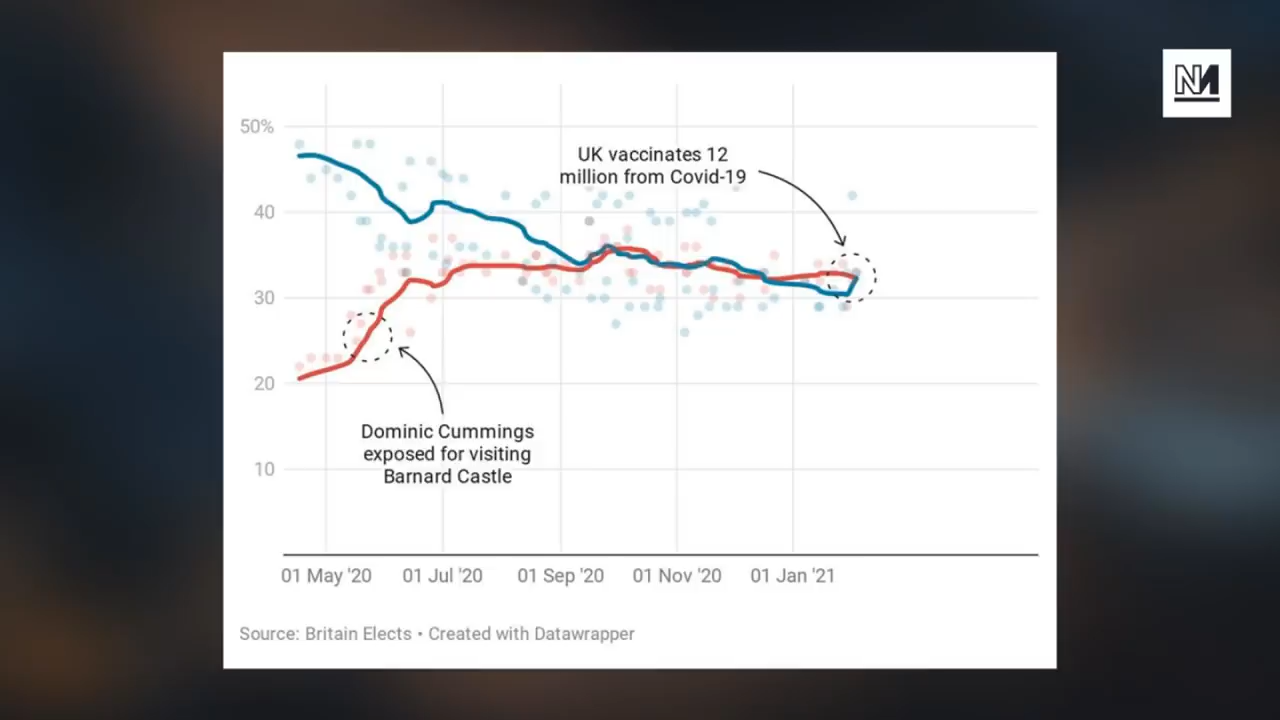 NM
50%
UK vaccinates 12
million from Covid-19
40
30
20
Dominic Cummings
exposed for visiting
Barnard Castle
10
01 May '20 01 Jul '20 01 Sep '20 01 Nov '20 01 Jan '21
Source: Britain Elects • Created with Datawrapper